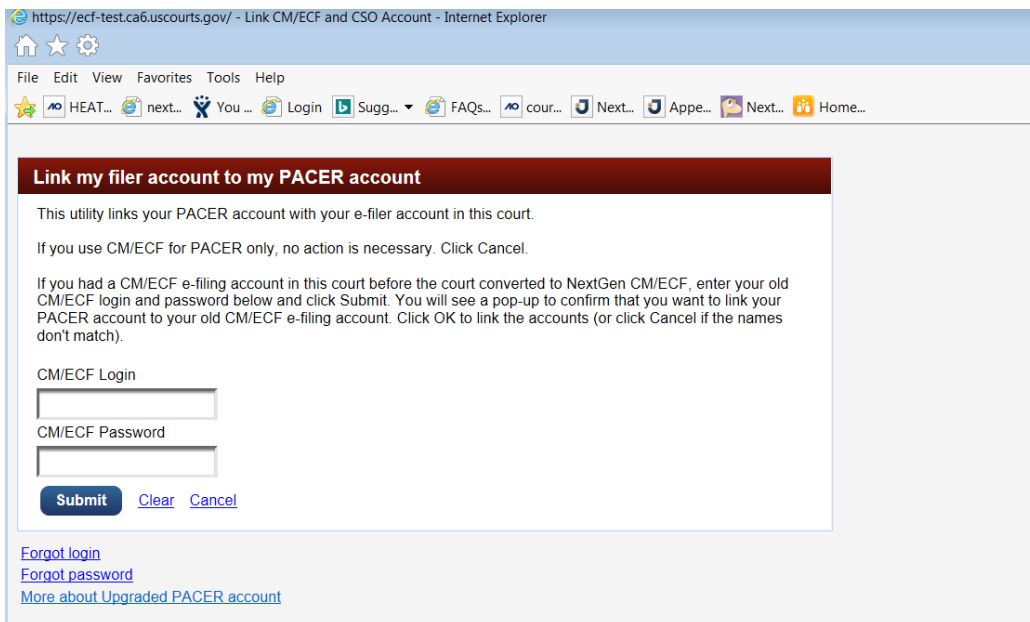 https://ecf-test.ca6.uscourts.gov/ - Link CM/ECF and CSO Account - Internet Explorer
File Edit View Favorites Tools Help
AO HEAT... next... You ... Login b Sugg... FAQs... AO cour... J Next... J Appe... Next... Home...
Link my filer account to my PACER account
This utility links your PACER account with your e-filer account in this court.
If you use CM/ECF for PACER only, no action is necessary. Click Cancel.
If you had a CM/ECF e-filing account in this court before the court converted to NextGen CM/ECF, enter your old
CM/ECF login and password below and click Submit. You will see a pop-up to confirm that you want to link your
PACER account to your old CM/ECF e-filing account. Click OK to link the accounts (or click Cancel if the names
don't match).
CM/ECF Login
CM/ECF Password
Submit Clear Cancel
Forgot login
Forgot password
More about Upgraded PACER account